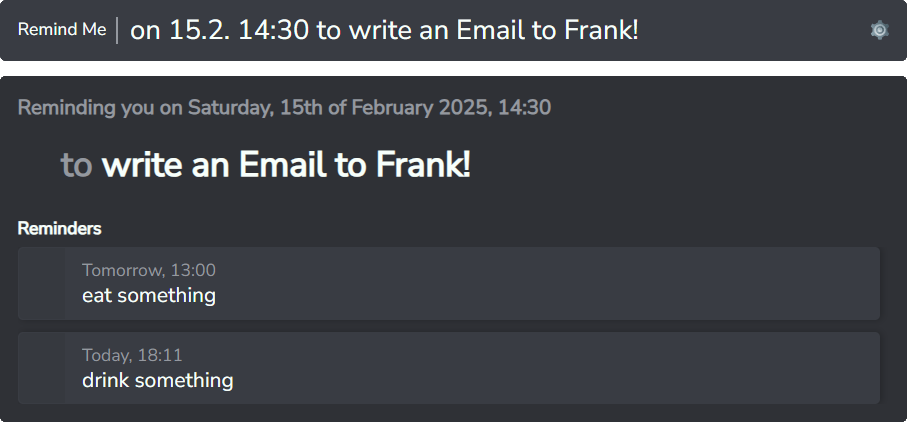 Remind Me on 15.2. 14:30 to write an Email to Frank!
Reminding you on Saturday, 15th of February 2025, 14:30
to write an Email to Frank!
Reminders
Tomorrow, 13:00
eat something
Today, 18:11
drink something